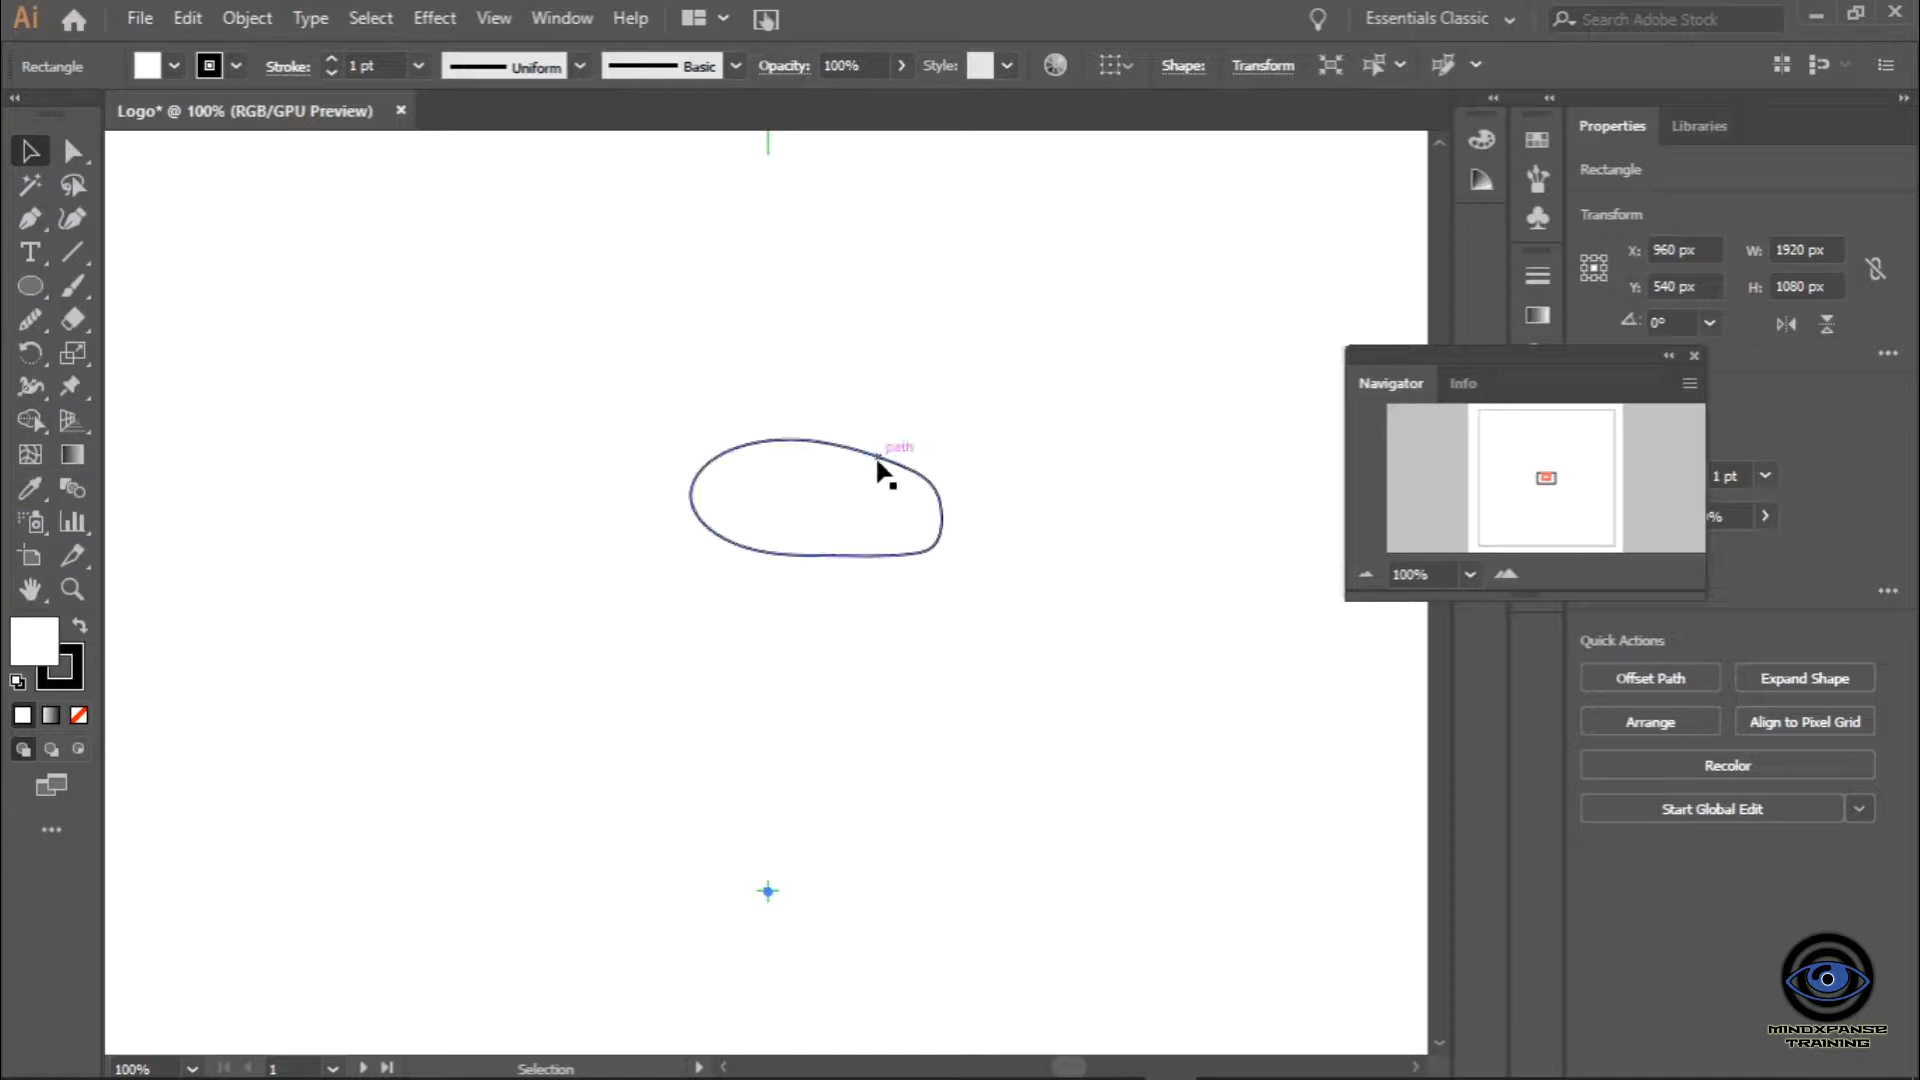 Ai File Edit Object Type Select Effect View Window Help Essentials Classic Search Adobe Stock
Rectangle Stroke: 1 pt Uniform Basic Opacity: 100% Style: Shape: Transform
Logo* @ 100% (RGB/GPU Preview)
Properties Libraries
Rectangle
Transform
X: 960 px W: 1920 px
Y: 540 px H: 1080 px
0°
Navigator Info
path
1 pt
%
100%
Quick Actions
Offset Path Expand Shape
Arrange Align to Pixel Grid
Recolor
Start Global Edit
MINDXPANSE
TRAINING
100% 1 Selection